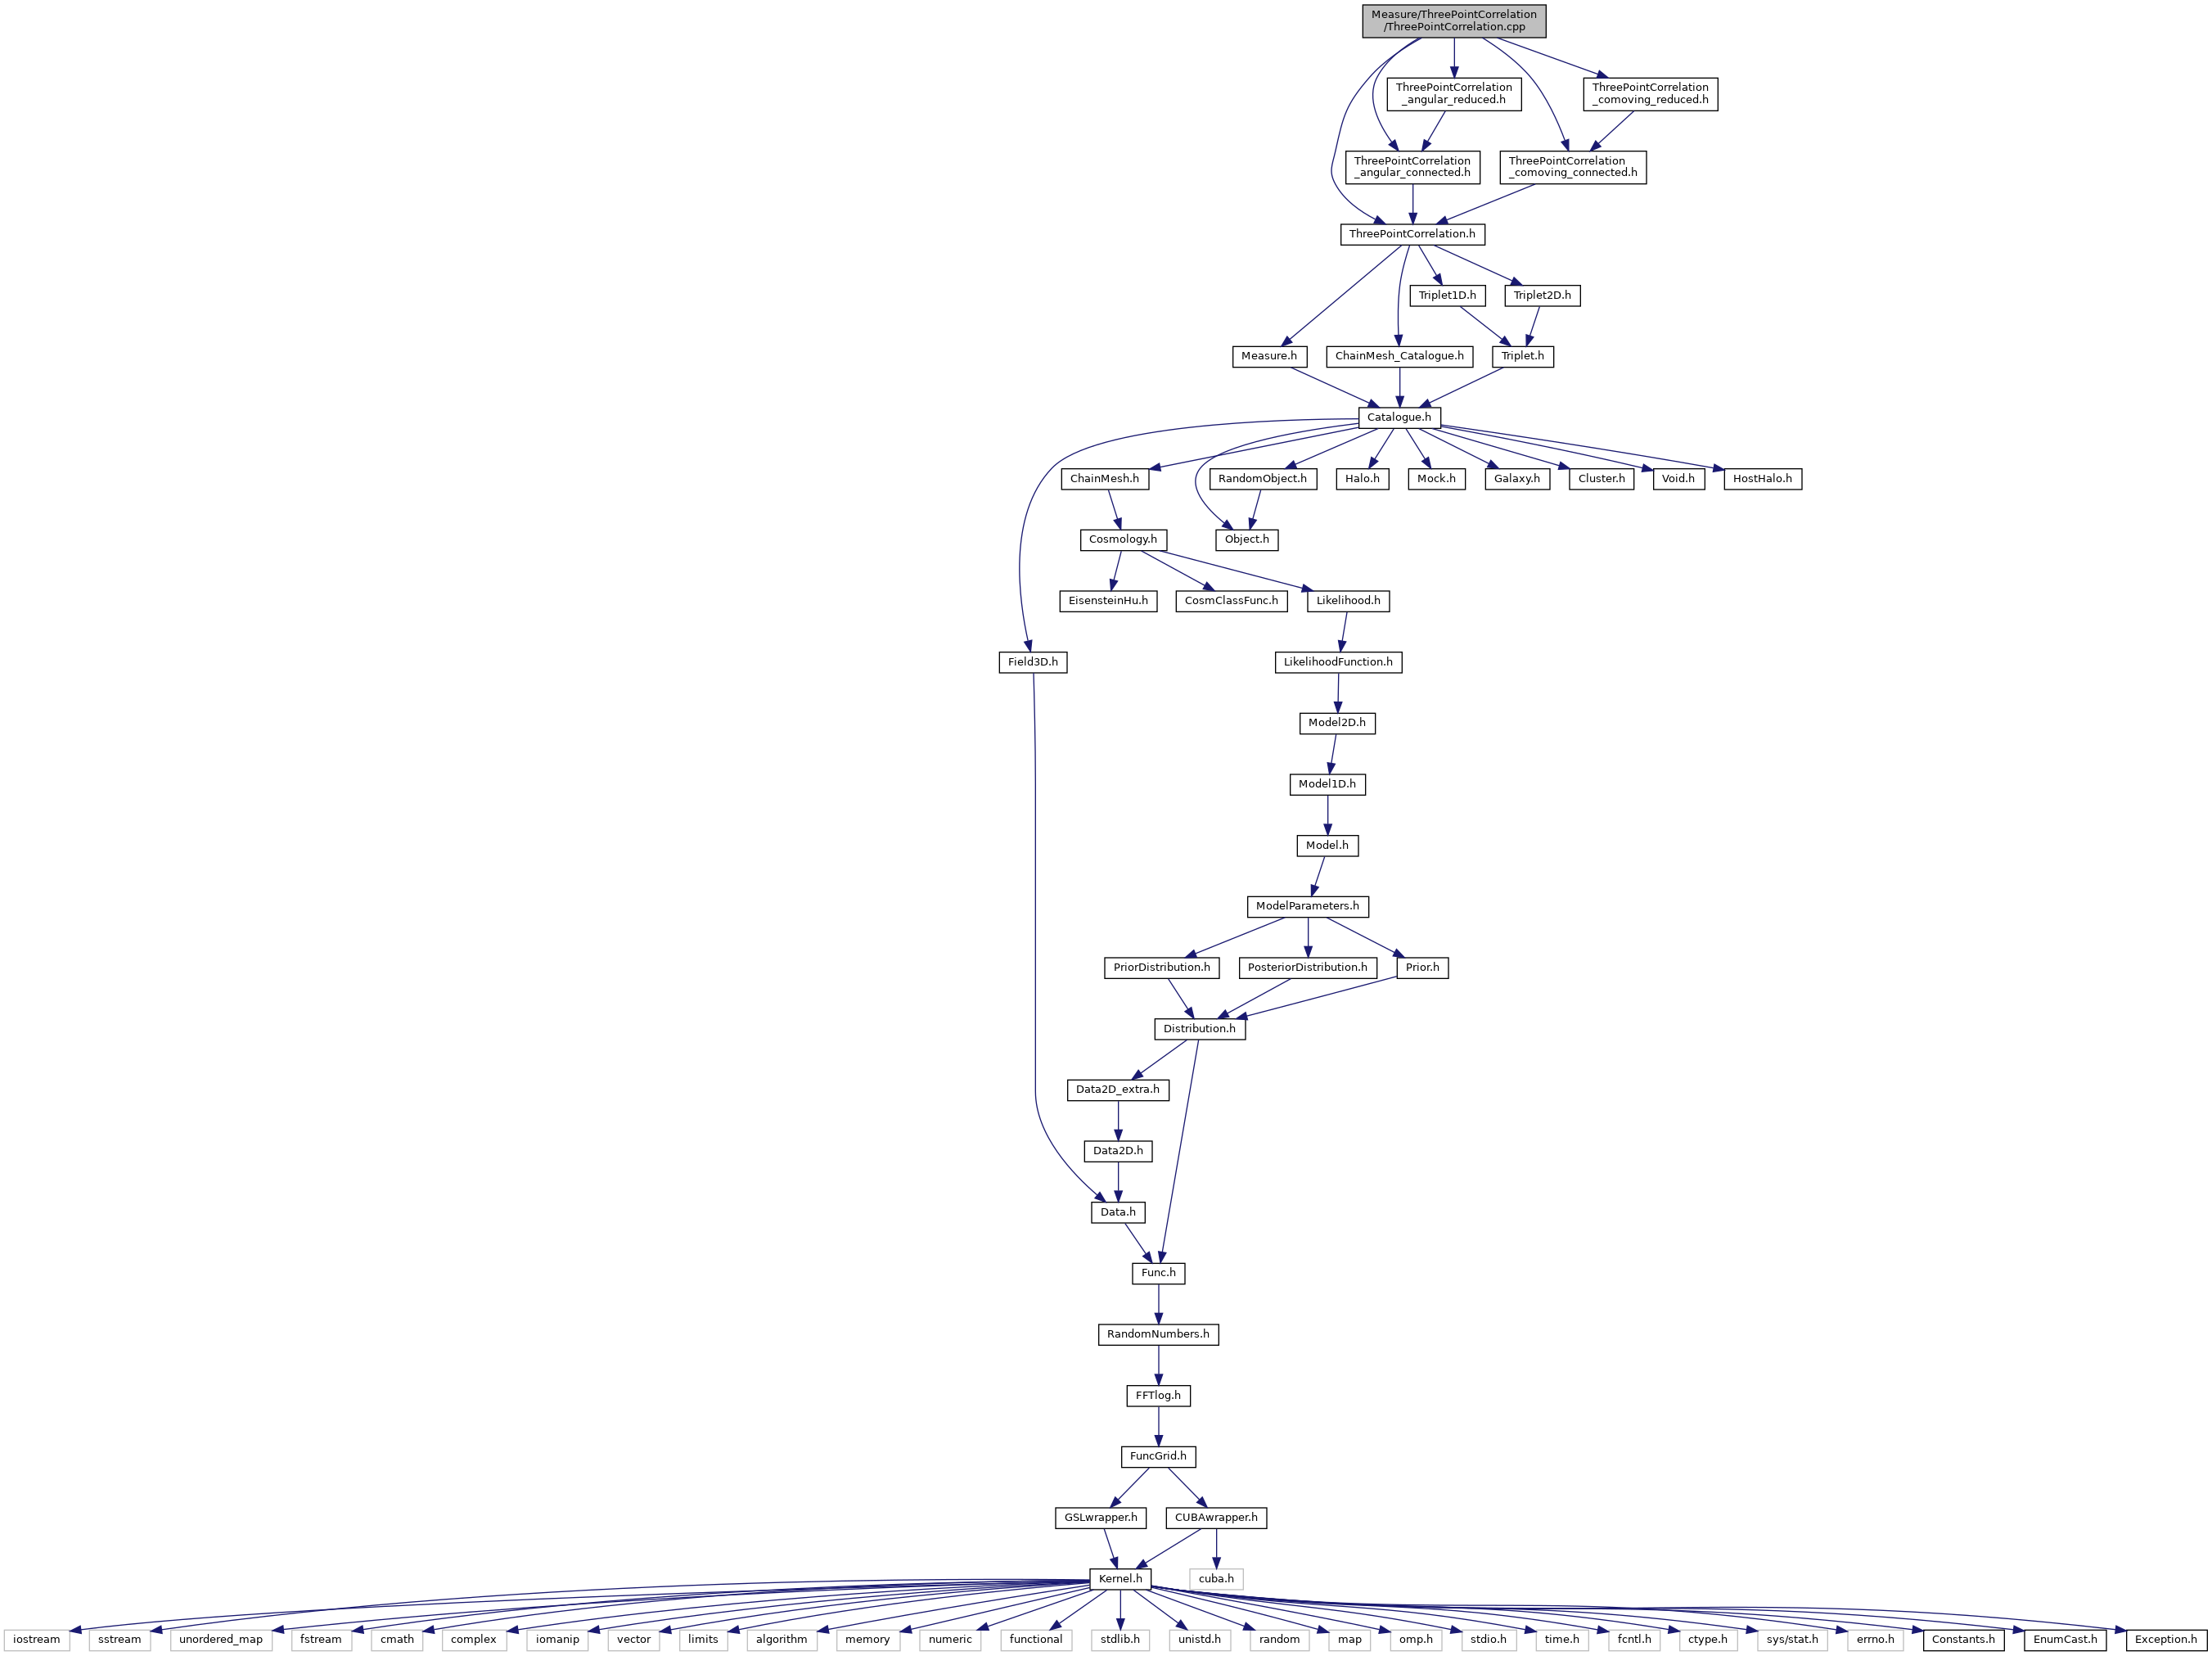 Measure/ThreePointCorrelation
/ThreePointCorrelation.cpp
ThreePointCorrelation
_angular_reduced.h
ThreePointCorrelation
_comoving_reduced.h
ThreePointCorrelation
_angular_connected.h
ThreePointCorrelation
_comoving_connected.h
ThreePointCorrelation.h
Triplet1D.h
Triplet2D.h
Measure.h
ChainMesh_Catalogue.h
Triplet.h
Catalogue.h
ChainMesh.h
RandomObject.h
Halo.h
Mock.h
Galaxy.h
Cluster.h
Void.h
HostHalo.h
Cosmology.h
Object.h
EisensteinHu.h
CosmClassFunc.h
Likelihood.h
Field3D.h
LikelihoodFunction.h
Model2D.h
Model1D.h
Model.h
ModelParameters.h
PriorDistribution.h
PosteriorDistribution.h
Prior.h
Distribution.h
Data2D_extra.h
Data2D.h
Data.h
Func.h
RandomNumbers.h
FFTlog.h
FuncGrid.h
GSLwrapper.h
CUBAwrapper.h
Kernel.h
cuba.h
iostream
sstream
unordered_map
fstream
cmath
complex
iomanip
vector
limits
algorithm
memory
numeric
functional
stdlib.h
unistd.h
random
map
omp.h
stdio.h
time.h
fcntl.h
ctype.h
sys/stat.h
errno.h
Constants.h
EnumCast.h
Exception.h